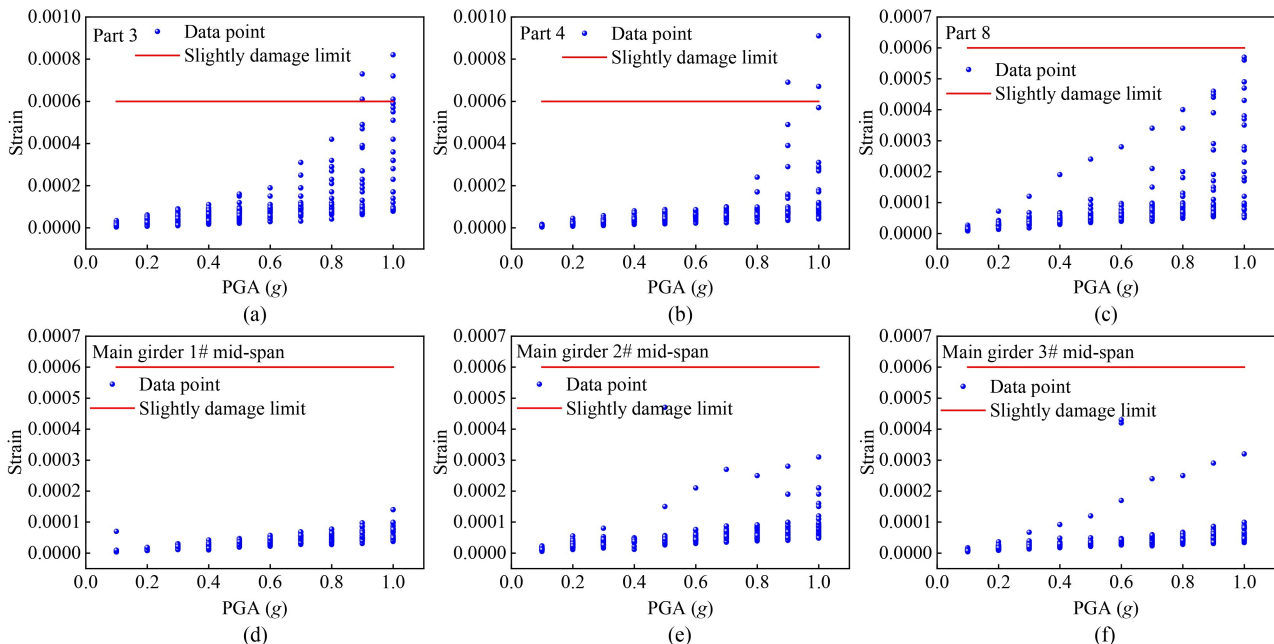 0.0010
0.0008
0.0006
0.0004
0.0002
0.0000
Strain
Part 3
Data point
Slightly damage limit
0.0 0.2 0.4 0.6 0.8 1.0
PGA (g)
(a)
0.0010
0.0008
0.0006
0.0004
0.0002
0.0000
Strain
Part 4
Data point
Slightly damage limit
0.0 0.2 0.4 0.6 0.8 1.0
PGA (g)
(b)
0.0007
0.0006
0.0005
0.0004
0.0003
0.0002
0.0001
0.0000
Strain
Part 8
Data point
Slightly damage limit
0.0 0.2 0.4 0.6 0.8 1.0
PGA (g)
(c)
0.0007
0.0006
0.0005
0.0004
0.0003
0.0002
0.0001
0.0000
Strain
Main girder 1# mid-span
Data point
Slightly damage limit
0.0 0.2 0.4 0.6 0.8 1.0
PGA (g)
(d)
0.0007
0.0006
0.0005
0.0004
0.0003
0.0002
0.0001
0.0000
Strain
Main girder 2# mid-span
Data point
Slightly damage limit
0.0 0.2 0.4 0.6 0.8 1.0
PGA (g)
(e)
0.0007
0.0006
0.0005
0.0004
0.0003
0.0002
0.0001
0.0000
Strain
Main girder 3# mid-span
Data point
Slightly damage limit
0.0 0.2 0.4 0.6 0.8 1.0
PGA (g)
(f)